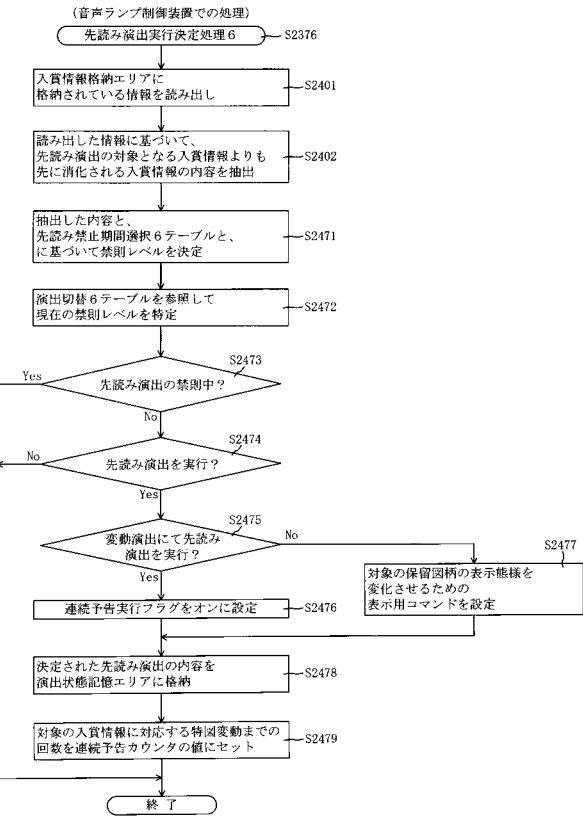 （音声ランプ制御装置での処理）
先読み演出実行決定処理６
S2376
入賞情報格納エリアに
格納されている情報を読み出し
S2401
読み出した情報に基づいて、
先読み演出の対象となる入賞情報よりも
先に消化される入賞情報の内容を抽出
S2402
抽出した内容と、
先読み禁止期間選択６テーブルと、
に基づいて禁則レベルを決定
S2471
演出切替６テーブルを参照して
現在の禁則レベルを特定
S2472
S2473
Yes
先読み演出の禁則中？
No
S2474
No
先読み演出を実行？
Yes
S2475
変動演出にて先読み
演出を実行？
No
Yes
S2477
対象の保留図柄の表示態様を
変化させるための
表示用コマンドを設定
連続予告実行フラグをオンに設定
S2476
決定された先読み演出の内容を
演出状態記憶エリアに格納
S2478
対象の入賞情報に対応する特図変動までの
回数を連続予告カウンタの値にセット
S2479
終 了